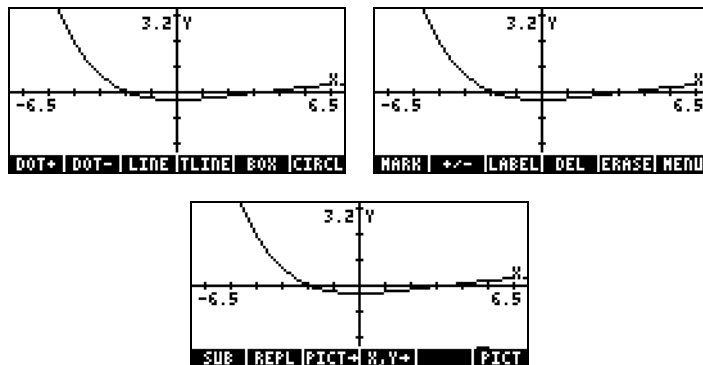 3.2 Y
X
-6.5 6.5
DOT+ DOT- LINE TLINE BOX CIRCL
3.2 Y
X
-6.5 6.5
MARK +/- LABEL DEL ERASE MENU
3.2 Y
X
-6.5 6.5
SUB REPL PICT→ X,Y→ PICT